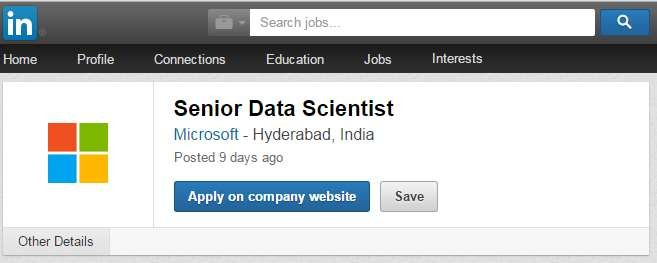 in
Search jobs...
Home Profile Connections Education Jobs Interests
Senior Data Scientist
Microsoft - Hyderabad, India
Posted 9 days ago
Apply on company website Save
Other Details